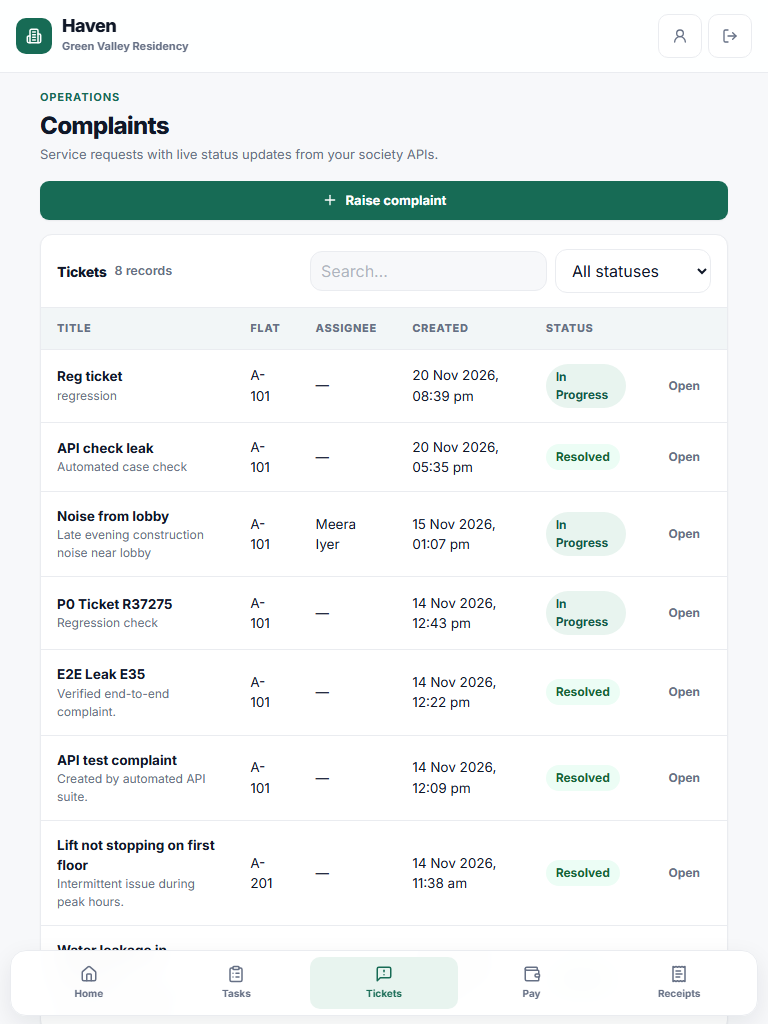 Haven
Green Valley Residency
OPERATIONS
Complaints
Service requests with live status updates from your society APIs.
+ Raise complaint
Tickets 8 records Search... All statuses
TITLE FLAT ASSIGNEE CREATED STATUS
Reg ticket
regression
A-
101
—
20 Nov 2026,
08:39 pm
In
Progress
Open
API check leak
Automated case check
A-
101
—
20 Nov 2026,
05:35 pm
Resolved
Open
Noise from lobby
Late evening construction
noise near lobby
A-
101
Meera
Iyer
15 Nov 2026,
01:07 pm
In
Progress
Open
P0 Ticket R37275
Regression check
A-
101
—
14 Nov 2026,
12:43 pm
In
Progress
Open
E2E Leak E35
Verified end-to-end
complaint.
A-
101
—
14 Nov 2026,
12:22 pm
Resolved
Open
API test complaint
Created by automated API
suite.
A-
101
—
14 Nov 2026,
12:09 pm
Resolved
Open
Lift not stopping on first
floor
Intermittent issue during
peak hours.
A-
201
—
14 Nov 2026,
11:38 am
Resolved
Open
Water leakage in
Home Tasks Tickets Pay Receipts